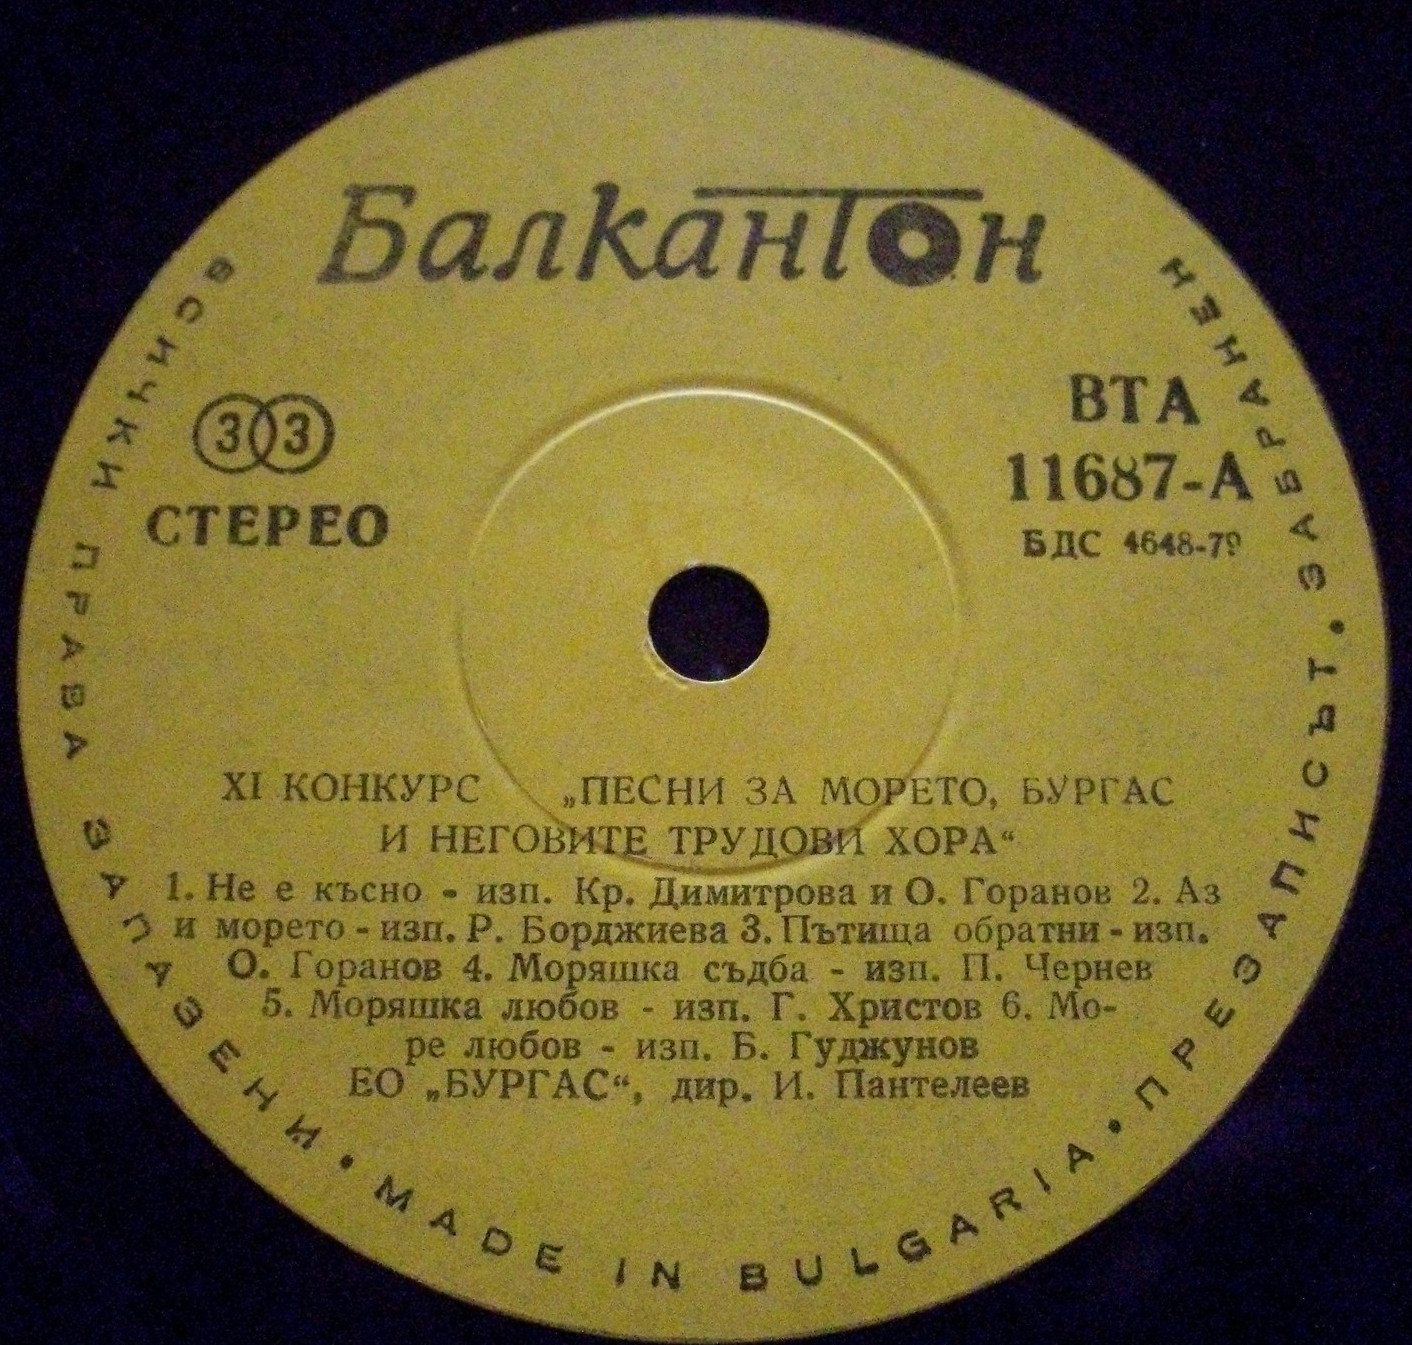 Балкантон
33
СТЕРЕО
ВТА
11687-А
БДС 4648-79
XI КОНКУРС „ПЕСНИ ЗА МОРЕТО, БУРГАС
И НЕГОВИТЕ ТРУДОВИ ХОРА“
1. Не е късно - изп. Кр. Димитрова и О. Горанов 2. Аз
и морето - изп. Р. Борджиева 3. Пътища обратни - изп.
О. Горанов 4. Моряшка съдба - изп. П. Чернев
5. Моряшка любов - изп. Г. Христов 6. Мо-
ре любов - изп. Б. Гуджунов
ЕО „БУРГАС“, дир. И. Пантелеев
ВСИЧКИ ПРАВА ЗАПАЗЕНИ • MADE IN BULGARIA • ПРЕЗАПИСЪТ • ЗАБРАНЕН